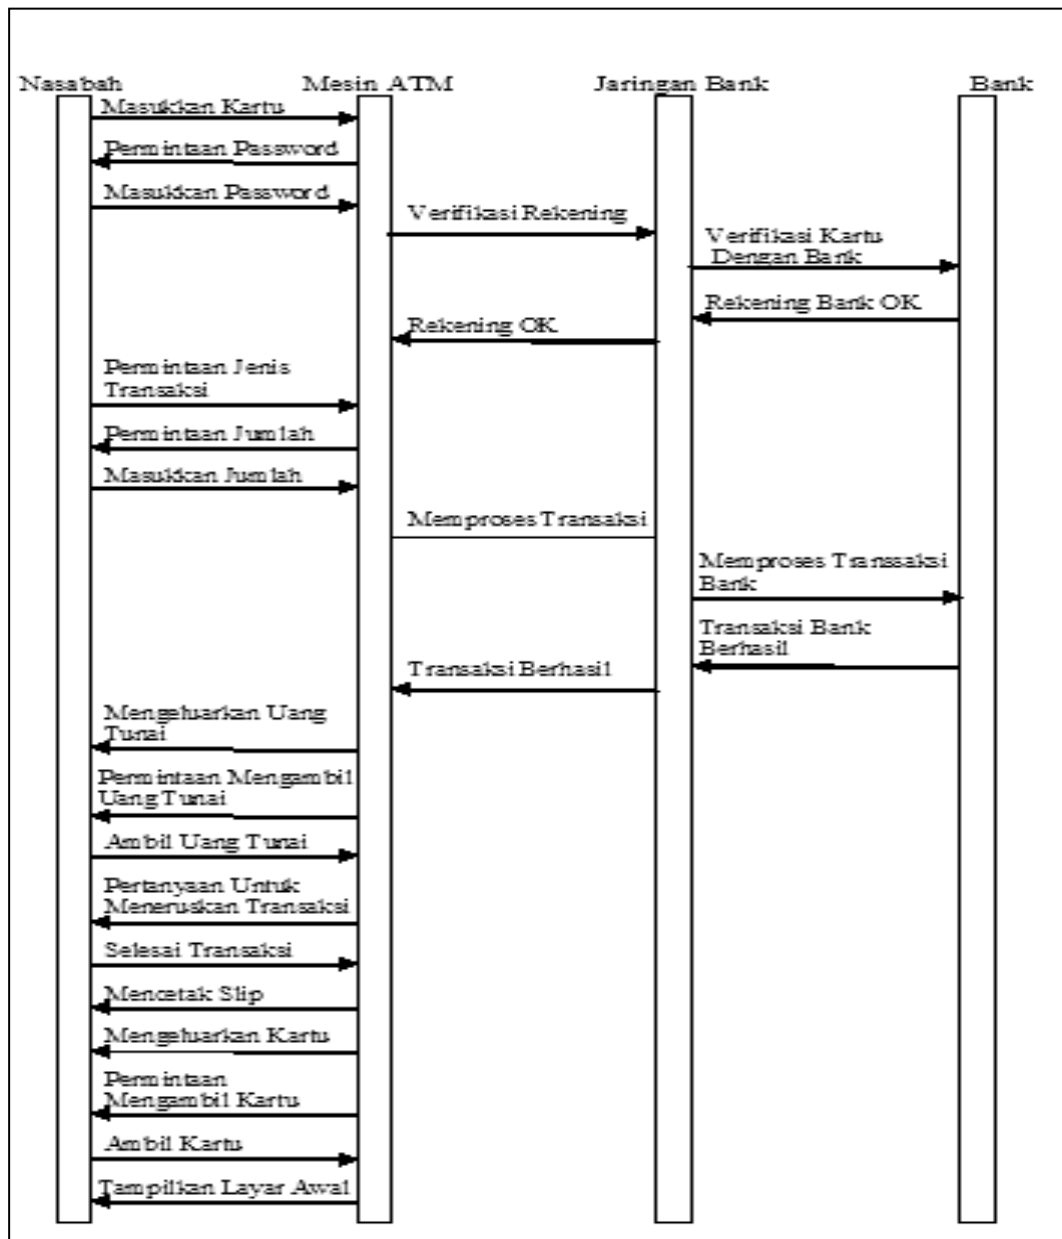 Nasabah Mesin ATM Jaringan Bank Bank
Masukkan Kartu
Permintaan Password
Masukkan Password
Verifikasi Rekening
Verifikasi Kartu
Dengan Bank
Rekening Bank OK
Rekening OK
Permintaan Jenis
Transaksi
Permintaan Jumlah
Masukkan Jumlah
Memproses Transaksi
Memproses Transsaksi
Bank
Transaksi Bank
Berhasil
Transaksi Berhasil
Mengeluarkan Uang
Tunai
Permintaan Mengambil
Uang Tunai
Ambil Uang Tunai
Pertanyaan Untuk
Meneruskan Transaksi
Selesai Transaksi
Mencetak Slip
Mengeluarkan Kartu
Permintaan
Mengambil Kartu
Ambil Kartu
Tampilkan Layar Awal